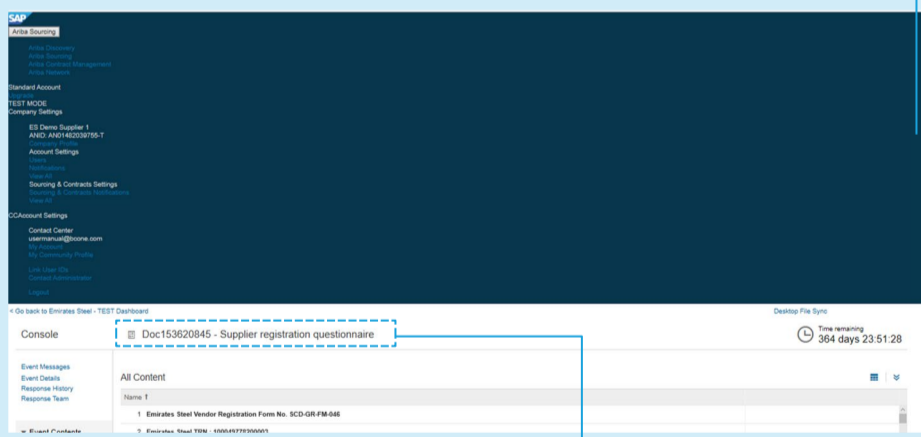 SAP
Ariba Sourcing
Ariba Discovery
Ariba Sourcing
Ariba Contract Management
Ariba Network
Standard Account
Upgrade
TEST MODE
Company Settings
ES Demo Supplier 1
ANID: AN01482039755-T
Company Profile
Account Settings
Users
Notifications
View All
Sourcing & Contracts Settings
Sourcing & Contracts Notifications
View All
CCAccount Settings
Contact Center
usermanual@bcone.com
My Account
My Community Profile
Link User IDs
Contact Administrator
Logout
< Go back to Emirates Steel - TEST Dashboard Desktop File Sync
Console Doc153620845 - Supplier registration questionnaire Time remaining
364 days 23:51:28
Event Messages
Event Details
Response History
Response Team
All Content
Name ↑
1 Emirates Steel Vendor Registration Form No. SCD-GR-FM-046
▼ Event Contents
2 Emirates Steel TRN : 100049778200003